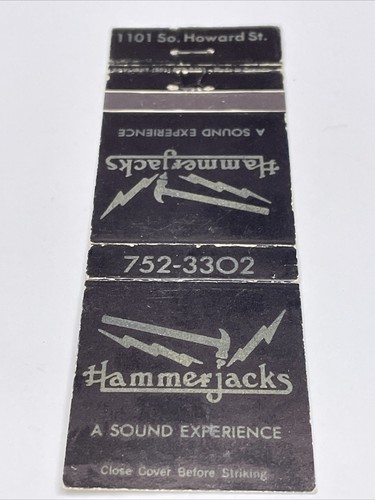 1101 So. Howard St.
A SOUND EXPERIENCE
Hammerjacks
752-3302
Hammerjacks
A SOUND EXPERIENCE
Close Cover Before Striking